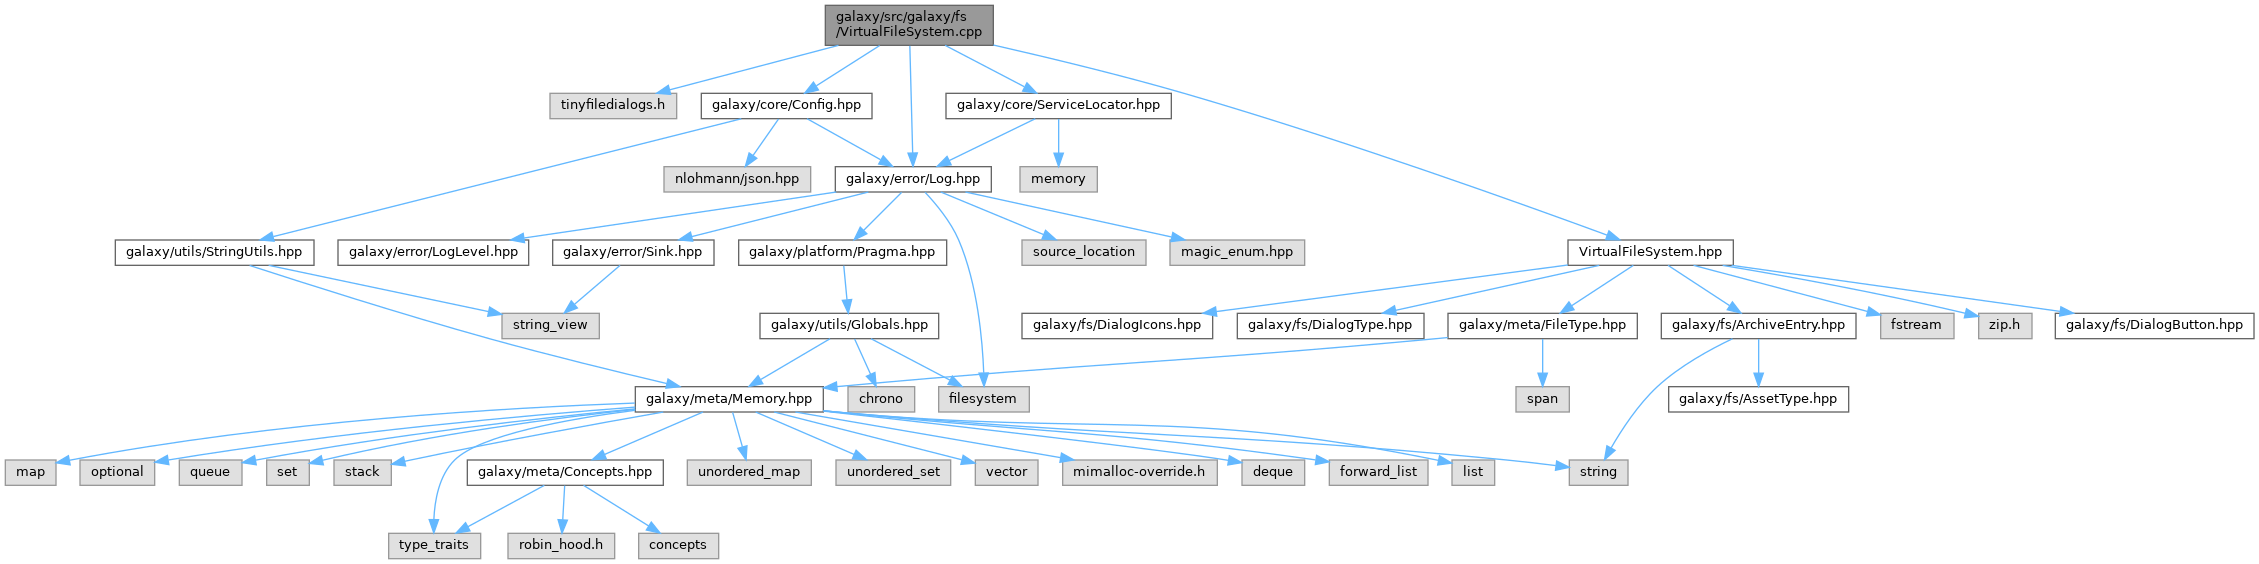 galaxy/src/galaxy/fs
/VirtualFileSystem.cpp
tinyfiledialogs.h
galaxy/core/Config.hpp
galaxy/core/ServiceLocator.hpp
nlohmann/json.hpp
galaxy/error/Log.hpp
memory
galaxy/utils/StringUtils.hpp
galaxy/error/LogLevel.hpp
galaxy/error/Sink.hpp
galaxy/platform/Pragma.hpp
source_location
magic_enum.hpp
VirtualFileSystem.hpp
string_view
galaxy/utils/Globals.hpp
galaxy/fs/DialogIcons.hpp
galaxy/fs/DialogType.hpp
galaxy/meta/FileType.hpp
galaxy/fs/ArchiveEntry.hpp
fstream
zip.h
galaxy/fs/DialogButton.hpp
galaxy/meta/Memory.hpp
chrono
filesystem
span
galaxy/fs/AssetType.hpp
map
optional
queue
set
stack
galaxy/meta/Concepts.hpp
unordered_map
unordered_set
vector
mimalloc-override.h
deque
forward_list
list
string
type_traits
robin_hood.h
concepts